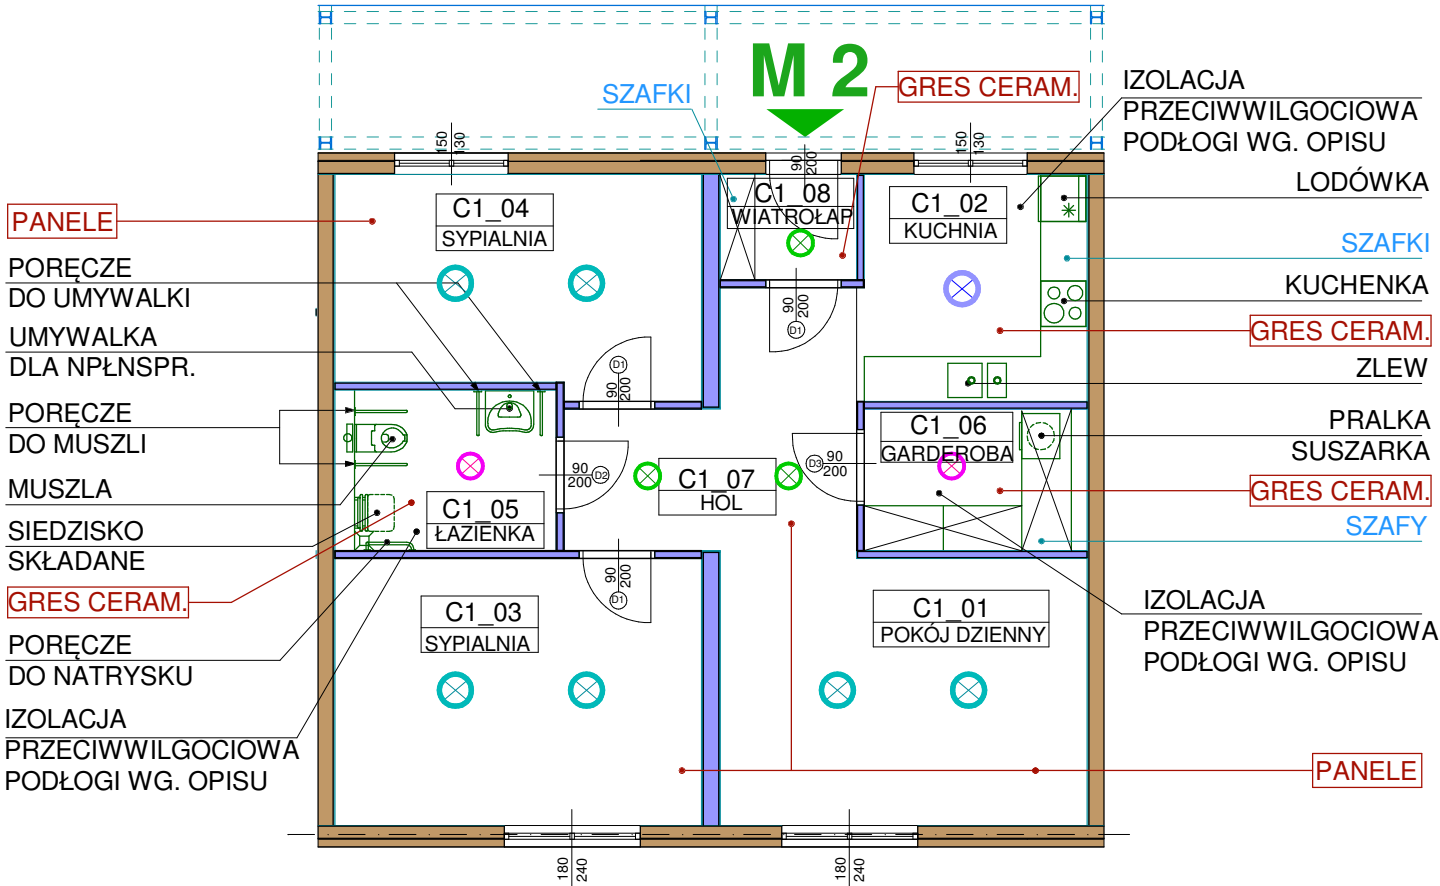 M 2
SZAFKI
GRES CERAM.
IZOLACJA
PRZECIWWILGOCIOWA
PODŁOGI WG. OPISU
150
130
90
200
150
130
LODÓWKA
C1_04
SYPIALNIA
C1_08
WIATROŁAP
C1_02
KUCHNIA
PANELE
SZAFKI
PORĘCZE
DO UMYWALKI
KUCHENKA
90
200
D1
GRES CERAM.
UMYWALKA
DLA NPŁNSPR.
ZLEW
D1
90
200
PORĘCZE
DO MUSZLI
C1_06
GARDEROBA
PRALKA
SUSZARKA
90
200
D2
D3
90
200
C1_07
HOL
MUSZLA
GRES CERAM.
C1_05
ŁAZIENKA
SIEDZISKO
SKŁADANE
SZAFY
90
200
D1
GRES CERAM.
C1_03
SYPIALNIA
C1_01
POKÓJ DZIENNY
IZOLACJA
PRZECIWWILGOCIOWA
PODŁOGI WG. OPISU
PORĘCZE
DO NATRYSKU
IZOLACJA
PRZECIWWILGOCIOWA
PODŁOGI WG. OPISU
PANELE
180
240
180
240